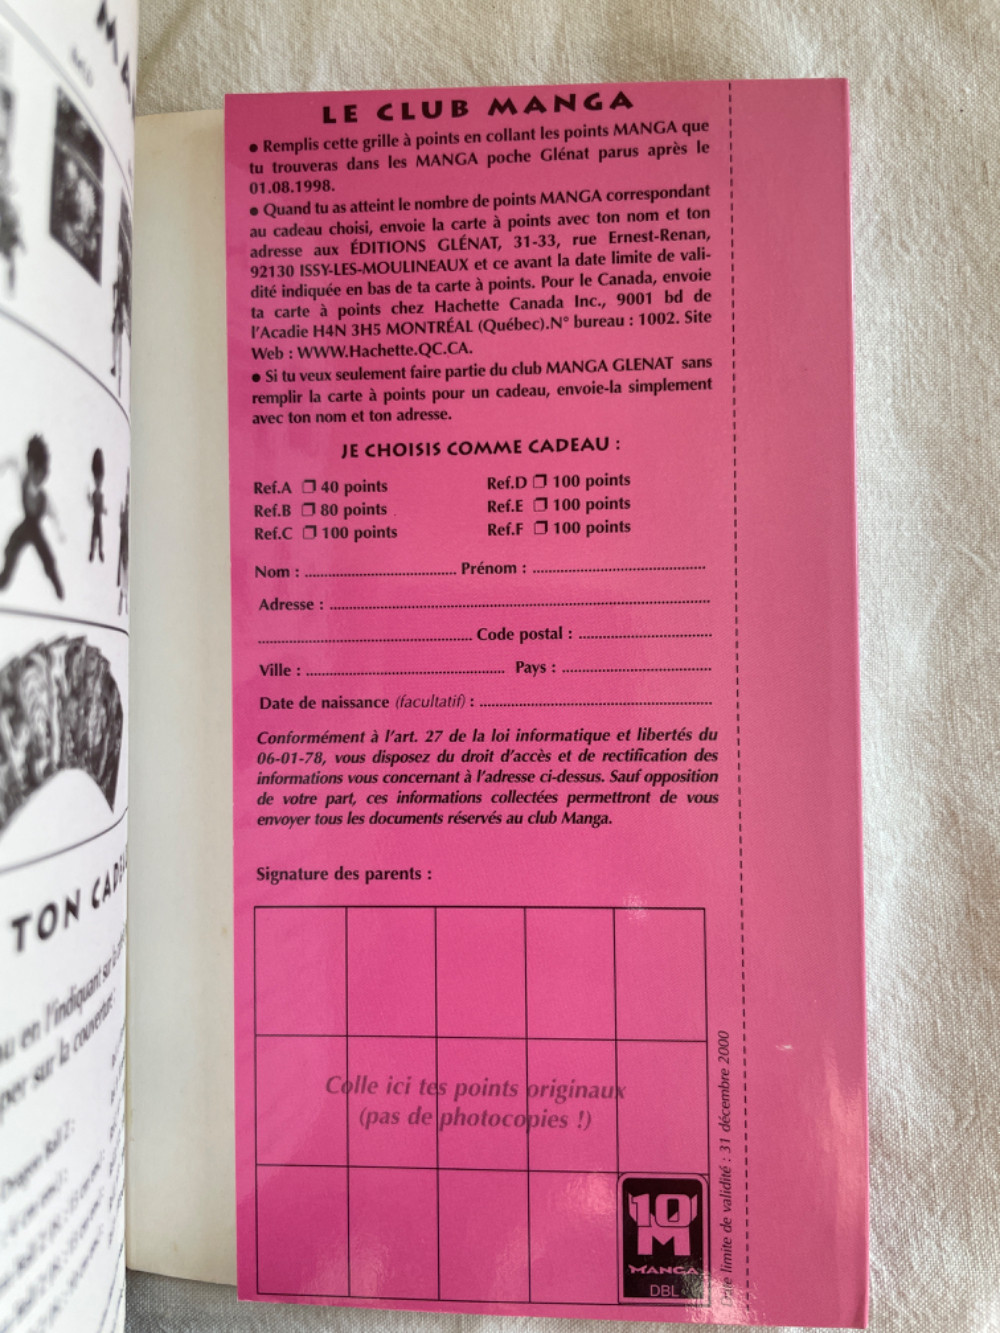 LE CLUB MANGA
● Remplis cette grille à points en collant les points MANGA que
tu trouveras dans les MANGA poche Glénat parus après le
01.08.1998.
● Quand tu as atteint le nombre de points MANGA correspondant
au cadeau choisi, envoie la carte à points avec ton nom et ton
adresse aux ÉDITIONS GLÉNAT, 31-33, rue Ernest-Renan,
92130 ISSY-LES-MOULINEAUX et ce avant la date limite de vali-
dité indiquée en bas de ta carte à points. Pour le Canada, envoie
ta carte à points chez Hachette Canada Inc., 9001 bd de
l'Acadie H4N 3H5 MONTRÉAL (Québec).N° bureau : 1002. Site
Web : WWW.Hachette.QC.CA.
● Si tu veux seulement faire partie du club MANGA GLENAT sans
remplir la carte à points pour un cadeau, envoie-la simplement
avec ton nom et ton adresse.
JE CHOISIS COMME CADEAU :
Ref.A ❒ 40 points
Ref.B ❒ 80 points
Ref.C ❒ 100 points
Ref.D ❒ 100 points
Ref.E ❒ 100 points
Ref.F ❒ 100 points
Nom : ........................ Prénom : ........................
Adresse : ........................
........................ Code postal : ........................
Ville : ........................ Pays : ........................
Date de naissance (facultatif) : ........................
Conformément à l'art. 27 de la loi informatique et libertés du
06-01-78, vous disposez du droit d'accès et de rectification des
informations vous concernant à l'adresse ci-dessus. Sauf opposition
de votre part, ces informations collectées permettront de vous
envoyer tous les documents réservés au club Manga.
Signature des parents :
Colle ici tes points originaux
(pas de photocopies !)
10
M
MANGA
DBL
Date limite de validité : 31 décembre 2000
TON CADEAU
en l'indiquant sur la
sur la couverture
Dragon Ball Z :